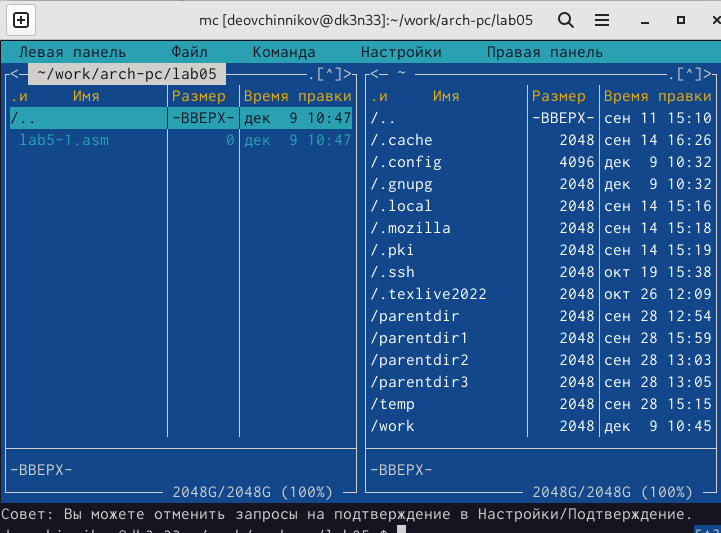 mc [deovchinnikov@dk3n33]:~/work/arch-pc/lab05
Левая панель Файл Команда Настройки Правая панель
<- ~/work/arch-pc/lab05 .[^]>
.и Имя Размер Время правки
/.. -ВВЕРХ- дек 9 10:47
lab5-1.asm 0 дек 9 10:47
-ВВЕРХ-
2048G/2048G (100%)
<- ~ .[^]>
.и Имя Размер Время правки
/.. -ВВЕРХ- сен 11 15:10
/.cache 2048 сен 14 16:26
/.config 4096 дек 9 10:32
/.gnupg 2048 дек 9 10:32
/.local 2048 сен 14 15:16
/.mozilla 2048 сен 14 15:18
/.pki 2048 сен 14 15:19
/.ssh 2048 окт 19 15:38
/.texlive2022 2048 окт 26 12:09
/parentdir 2048 сен 28 12:54
/parentdir1 2048 сен 28 15:59
/parentdir2 2048 сен 28 13:03
/parentdir3 2048 сен 28 13:05
/temp 2048 сен 28 15:15
/work 2048 дек 9 10:45
-ВВЕРХ-
2048G/2048G (100%)
Совет: Вы можете отменить запросы на подтверждение в Настройки/Подтверждение.